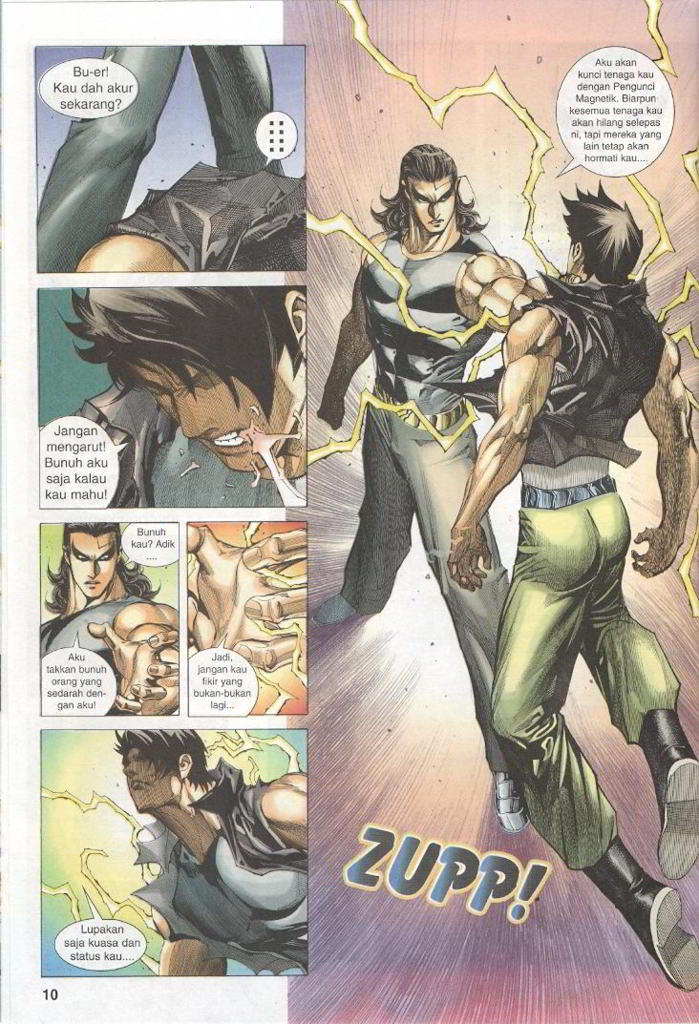 Bu-er!
Kau dah akur
sekarang?
Jangan
mengarut!
Bunuh aku
saja kalau
kau mahu!
Bunuh
kau? Adik
....
Aku
takkan bunuh
orang yang
sedarah den-
gan aku!
Jadi,
jangan kau
fikir yang
bukan-bukan
lagi...
Lupakan
saja kuasa dan
status kau....
Aku akan
kunci tenaga kau
dengan Pengunci
Magnetik. Biarpun
kesemua tenaga kau
akan hilang selepas
ni, tapi mereka yang
lain tetap akan
hormati kau....
ZUPP!
10